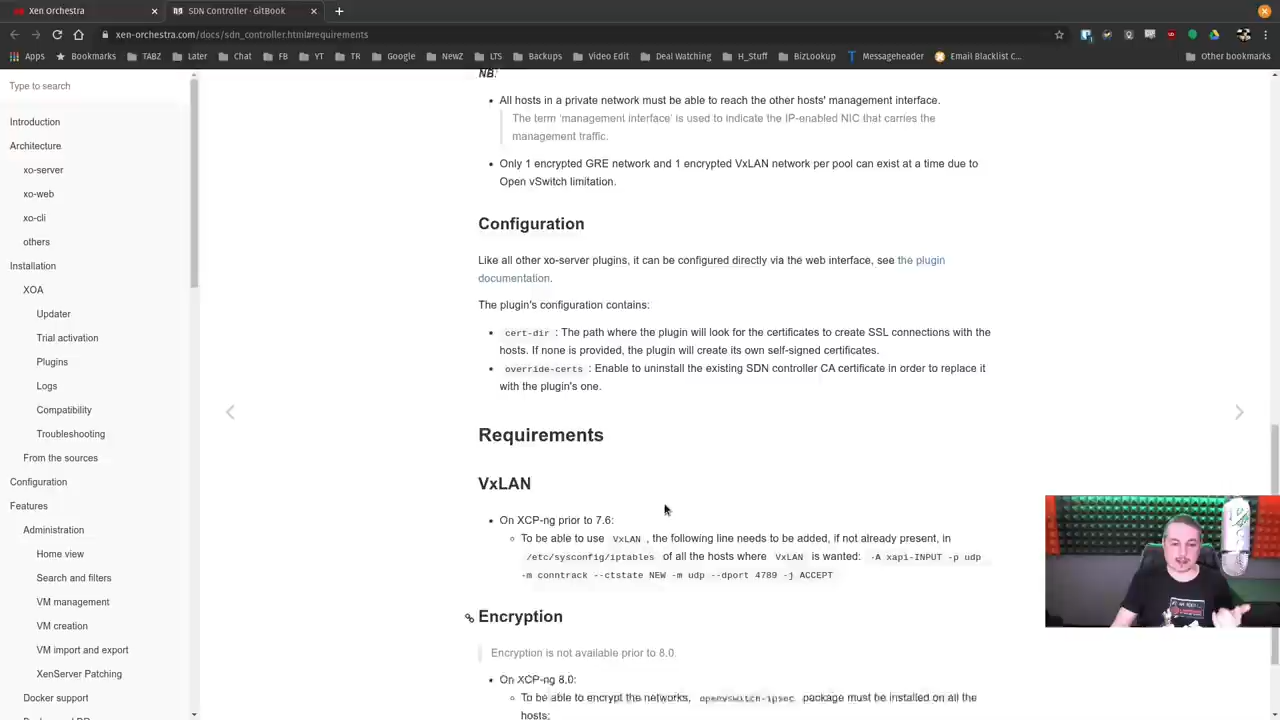 Xen Orchestra
SDN Controller · GitBook
xen-orchestra.com/docs/sdn_controller.html#requirements
Apps
Bookmarks
TABZ
Later
Chat
FB
YT
TR
Google
NewZ
LTS
Backups
Video Edit
Deal Watching
H_Stuff
BizLookup
Messageheader
Email Blacklist C...
Other bookmarks
Type to search
Introduction
Architecture
xo-server
xo-web
xo-cli
others
Installation
XOA
Updater
Trial activation
Plugins
Logs
Compatibility
Troubleshooting
From the sources
Configuration
Features
Administration
Home view
Search and filters
VM management
VM creation
VM import and export
XenServer Patching
Docker support
NB:
All hosts in a private network must be able to reach the other hosts' management interface.
The term 'management interface' is used to indicate the IP-enabled NIC that carries the
management traffic.
Only 1 encrypted GRE network and 1 encrypted VxLAN network per pool can exist at a time due to
Open vSwitch limitation.
Configuration
Like all other xo-server plugins, it can be configured directly via the web interface, see the plugin
documentation.
The plugin's configuration contains:
cert-dir : The path where the plugin will look for the certificates to create SSL connections with the
hosts. If none is provided, the plugin will create its own self-signed certificates.
override-certs : Enable to uninstall the existing SDN controller CA certificate in order to replace it
with the plugin's one.
Requirements
VxLAN
On XCP-ng prior to 7.6:
To be able to use VxLAN , the following line needs to be added, if not already present, in
/etc/sysconfig/iptables of all the hosts where VxLAN is wanted: -A xapi-INPUT -p udp
-m conntrack --ctstate NEW -m udp --dport 4789 -j ACCEPT
Encryption
Encryption is not available prior to 8.0.
On XCP-ng 8.0:
To be able to encrypt the networks, openvswitch-ipsec package must be installed on all the
hosts: